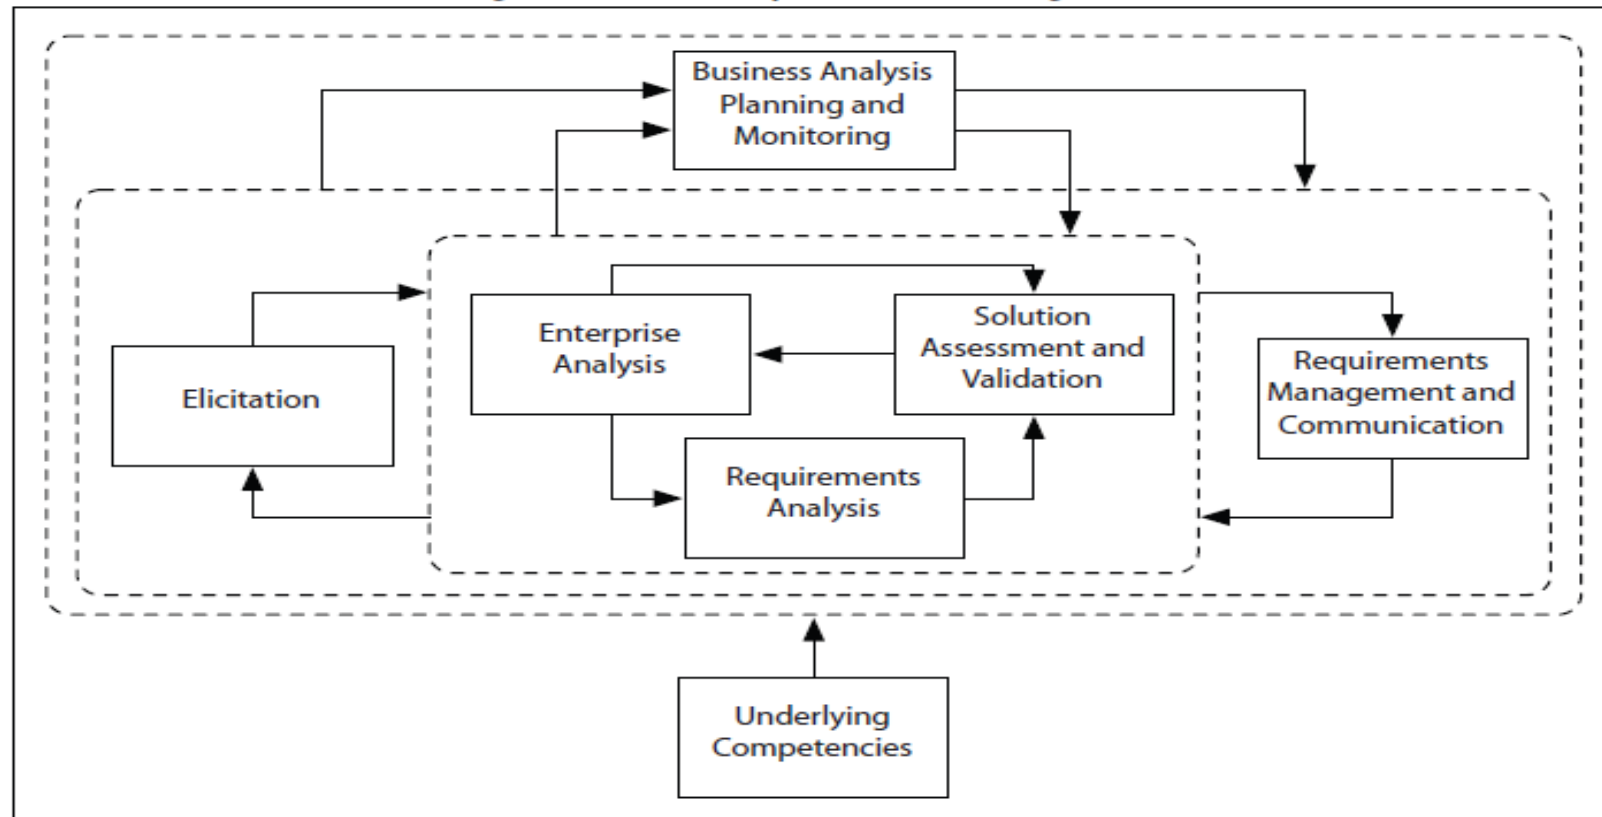 Business Analysis
Planning and
Monitoring
Enterprise
Analysis
Solution
Assessment and
Validation
Elicitation
Requirements
Management and
Communication
Requirements
Analysis
Underlying
Competencies